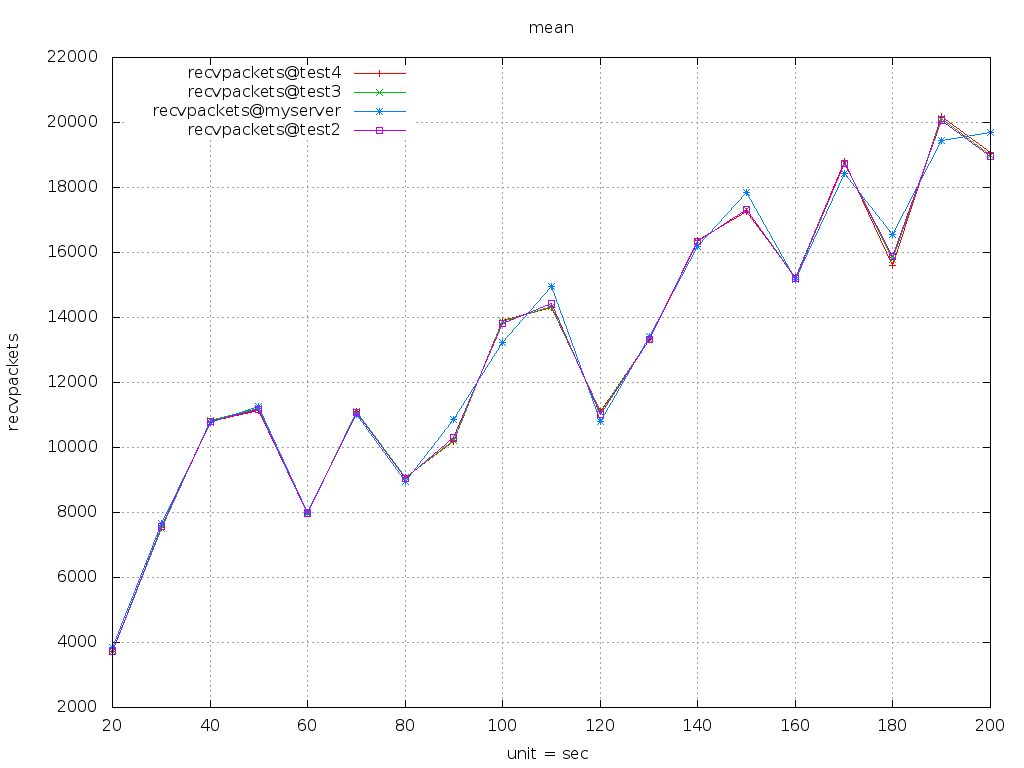 mean
22000
20000
18000
16000
14000
12000
10000
8000
6000
4000
2000
recvpackets
recvpackets@test4
recvpackets@test3
recvpackets@myserver
recvpackets@test2
20 40 60 80 100 120 140 160 180 200
unit = sec